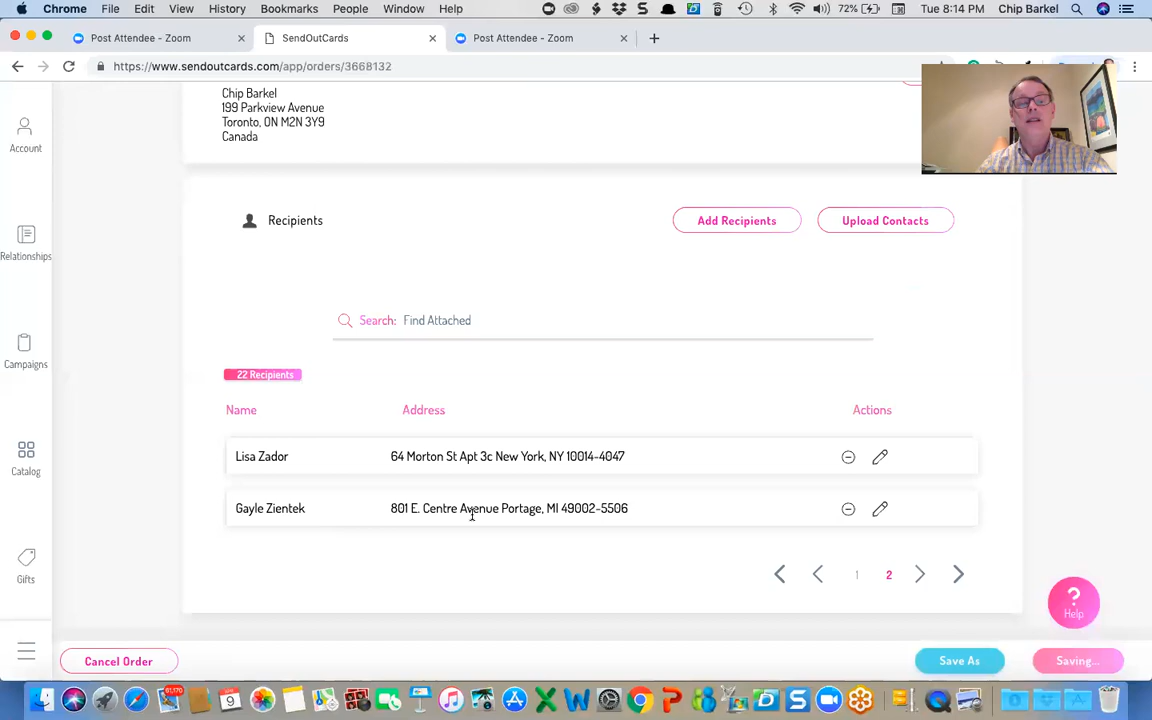 Chrome File Edit View History Bookmarks People Window Help 72% Tue 8:14 PM Chip Barkel
Post Attendee - Zoom SendOutCards Post Attendee - Zoom
https://www.sendoutcards.com/app/orders/3668132
Chip Barkel
199 Parkview Avenue
Toronto, ON M2N 3Y9
Canada
Account
Relationships
Campaigns
Catalog
Gifts
Recipients Add Recipients Upload Contacts
Search: Find Attached
22 Recipients
Name Address Actions
Lisa Zador 64 Morton St Apt 3c New York, NY 10014-4047
Gayle Zientek 801 E. Centre Avenue Portage, MI 49002-5506
1 2
? Help
Cancel Order Save As Saving...